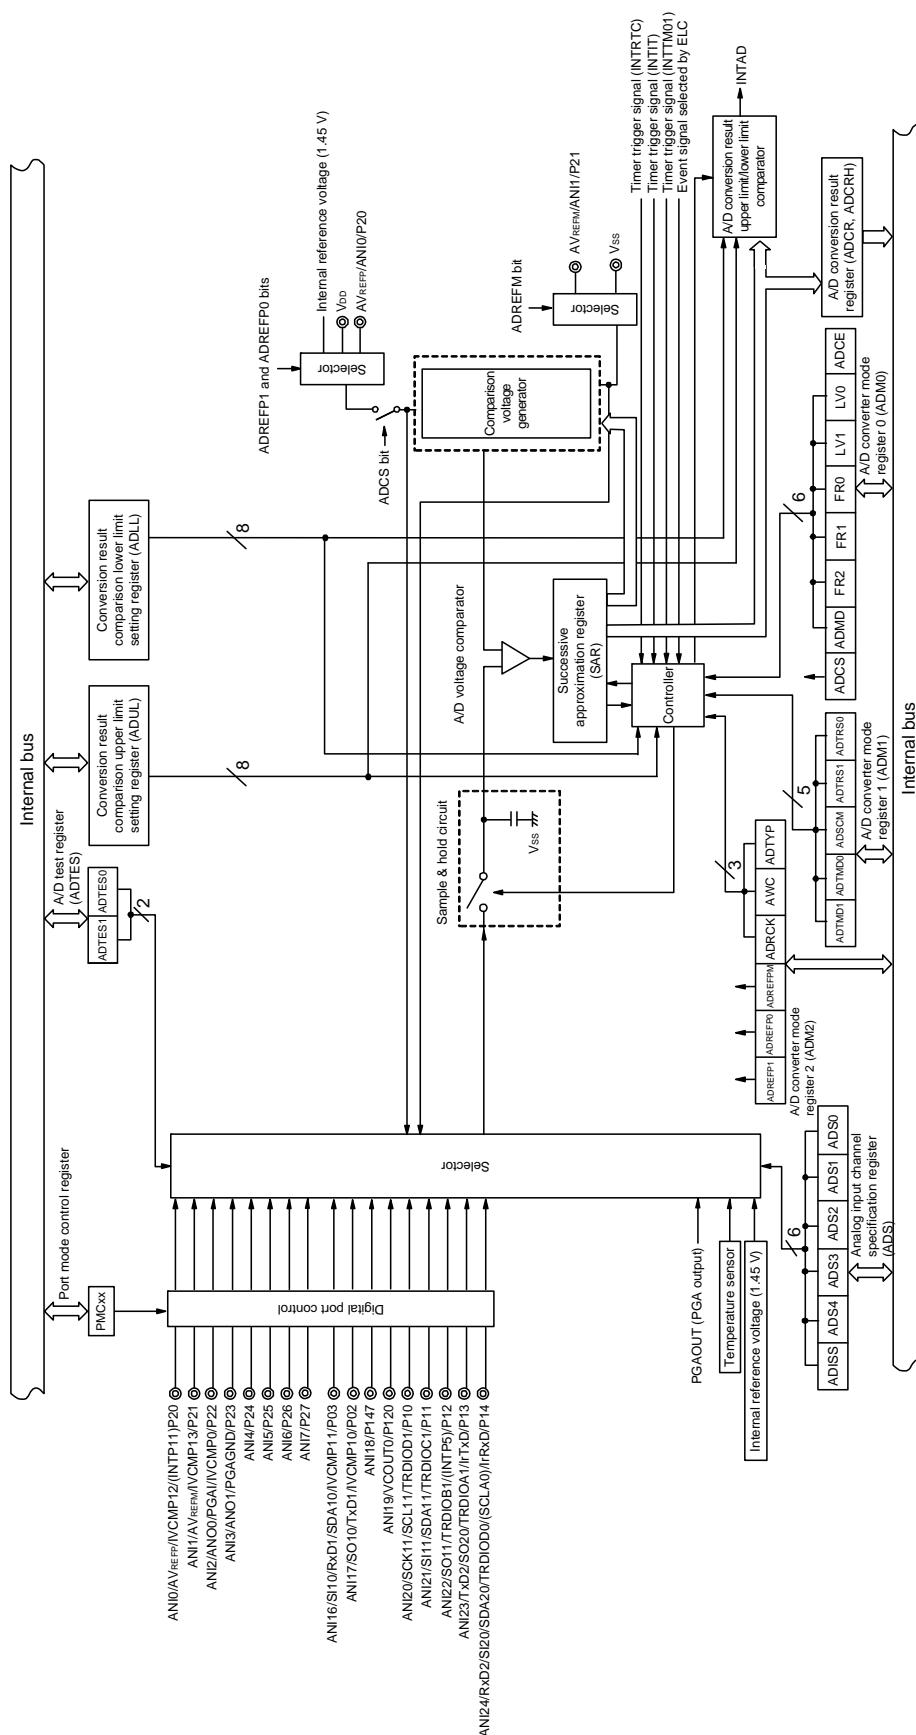 Internal bus
Port mode control register
PMCxx
A/D test register
(ADTES)
ADTES1
ADTES0
2
Conversion result
comparison upper limit
setting register (ADUL)
8
Conversion result
comparison lower limit
setting register (ADLL)
8
ADREFP1 and ADREFP0 bits
Selector
Internal reference voltage (1.45 V)
VDD
AVREFP/ANI0/P20
ADCS bit
Comparison
voltage
generator
ADREFM bit
Selector
AVREFM/ANI1/P21
VSS
ANI0/AVREFP/IVCMP12/(INTP11)P20
ANI1/AVREFM/IVCMP13/P21
ANI2/ANO0/PGAI/IVCMP0/P22
ANI3/ANO1/PGAGND/P23
ANI4/P24
ANI5/P25
ANI6/P26
ANI7/P27
ANI16/SI10/RxD1/SDA10/IVCMP11/P03
ANI17/SO10/TxD1/IVCMP10/P02
ANI18/P147
ANI19/VCOUT0/P120
ANI20/SCK11/SCL11/TRDIOD1/P10
ANI21/SI11/SDA11/TRDIOC1/P11
ANI22/SO11/TRDIOB1/(INTP5)/P12
ANI23/TxD2/SO20/TRDIOA1/IrTxD/P13
ANI24/RxD2/SI20/SDA20/TRDIOD0/(SCLA0)/IrRxD/P14
Digital port control
Selector
Sample & hold circuit
VSS
A/D voltage comparator
Successive
approximation register
(SAR)
Controller
Timer trigger signal (INTRTC)
Timer trigger signal (INTIT)
Timer trigger signal (INTTM01)
Event signal selected by ELC
A/D conversion result
upper limit/lower limit
comparator
INTAD
A/D conversion result
register (ADCR, ADCRH)
PGAOUT (PGA output)
Temperature sensor
Internal reference voltage (1.45 V)
6
ADISS
ADS4
ADS3
ADS2
ADS1
ADS0
Analog input channel
specification register
(ADS)
3
ADREFP1
ADREFP0
ADREFPM
ADRCK
AWC
ADTYP
A/D converter mode
register 2 (ADM2)
5
ADTMD1
ADTMD0
ADSCM
ADTRS1
ADTRS0
A/D converter mode
register 1 (ADM1)
6
ADCS
ADMD
FR2
FR1
FR0
LV1
LV0
ADCE
A/D converter mode
register 0 (ADM0)
Internal bus